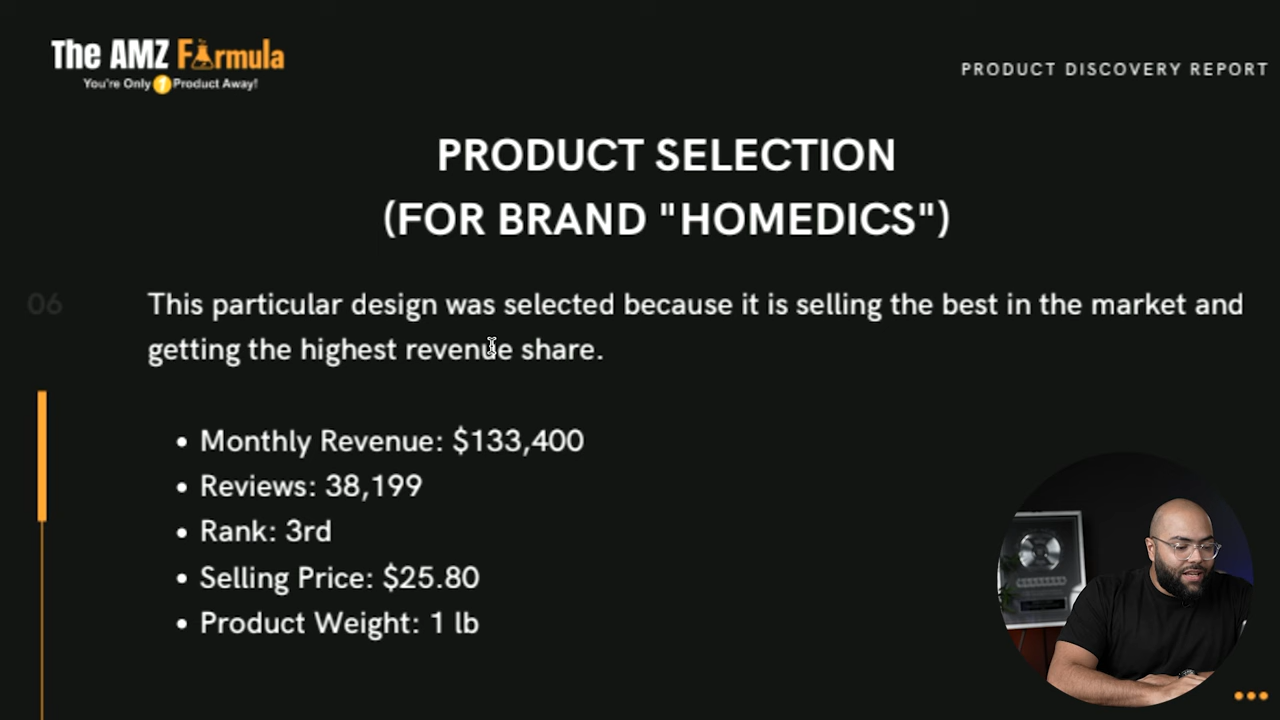 The AMZ Formula
You're Only 1 Product Away!
PRODUCT DISCOVERY REPORT
PRODUCT SELECTION
(FOR BRAND "HOMEDICS")
06
This particular design was selected because it is selling the best in the market and
getting the highest revenue share.
• Monthly Revenue: $133,400
• Reviews: 38,199
• Rank: 3rd
• Selling Price: $25.80
• Product Weight: 1 lb